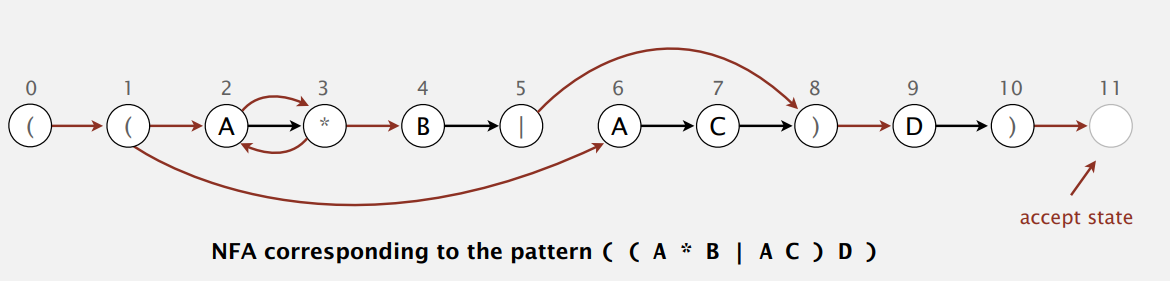 0 1 2 3 4 5 6 7 8 9 10 11
( ( A * B | A C ) D )
accept state
NFA corresponding to the pattern ( ( A * B | A C ) D )